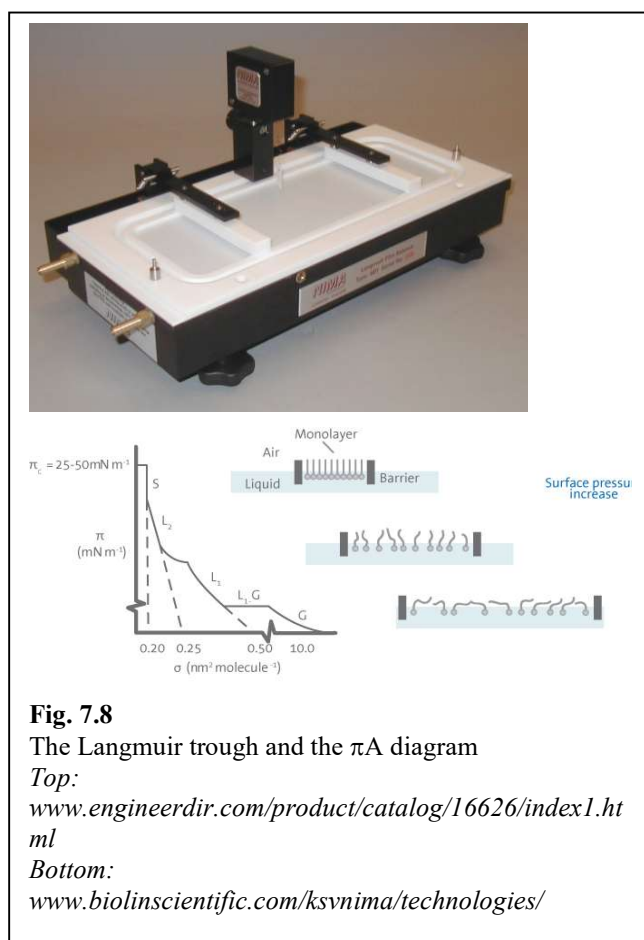 NIMA
πc = 25-50mN m⁻¹
S
L₂
π
(mN m⁻¹)
L₁
L₁-G
G
0.20 0.25 0.50 10.0
σ (nm² molecule⁻¹)
Monolayer
Air
Liquid
Barrier
Surface pressu
increase
Fig. 7.8
The Langmuir trough and the πA diagram
Top:
www.engineerdir.com/product/catalog/16626/index1.ht
ml
Bottom:
www.biolinscientific.com/ksvnima/technologies/